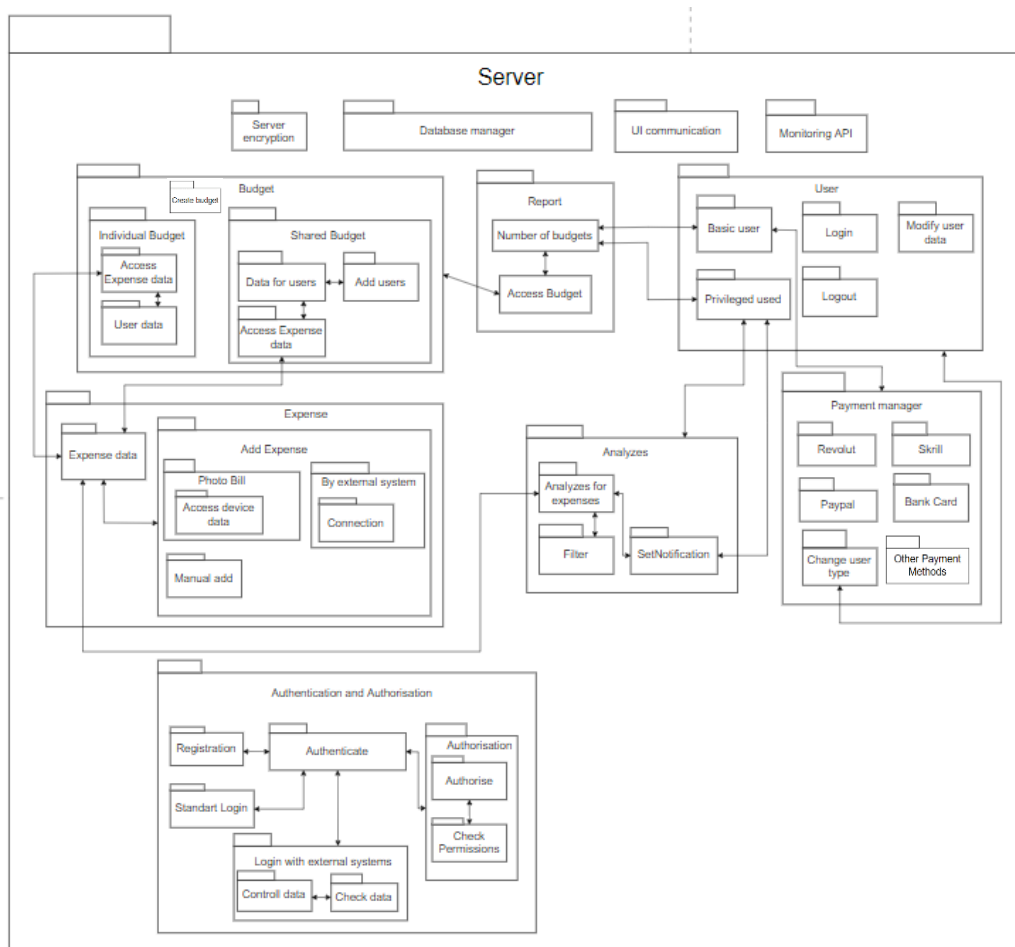 Server
Server
encryption
Database manager
UI communication
Monitoring API
Budget
Create budget
Individual Budget
Access
Expense data
User data
Shared Budget
Data for users
Add users
Access Expense
data
Report
Number of budgets
Access Budget
User
Basic user
Login
Modify user
data
Privileged used
Logout
Expense
Expense data
Add Expense
Photo Bill
Access device
data
By external system
Connection
Manual add
Analyzes
Analyzes for
expenses
Filter
SetNotification
Payment manager
Revolut
Skrill
Paypal
Bank Card
Change user
type
Other Payment
Methods
Authentication and Authorisation
Registration
Authenticate
Standart Login
Authorisation
Authorise
Check
Permissions
Login with external systems
Controll data
Check data